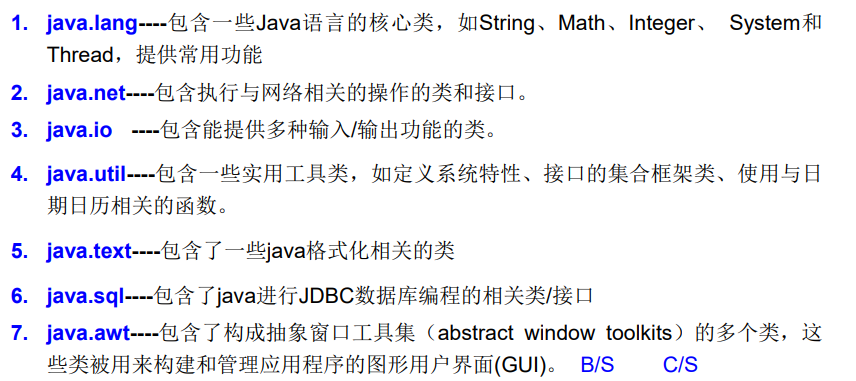 1. java.lang----包含一些Java语言的核心类，如String、Math、Integer、 System和
Thread，提供常用功能
2. java.net----包含执行与网络相关的操作的类和接口。
3. java.io ----包含能提供多种输入/输出功能的类。
4. java.util----包含一些实用工具类，如定义系统特性、接口的集合框架类、使用与日
期日历相关的函数。
5. java.text----包含了一些java格式化相关的类
6. java.sql----包含了java进行JDBC数据库编程的相关类/接口
7. java.awt----包含了构成抽象窗口工具集（abstract window toolkits）的多个类，这
些类被用来构建和管理应用程序的图形用户界面(GUI)。 B/S C/S